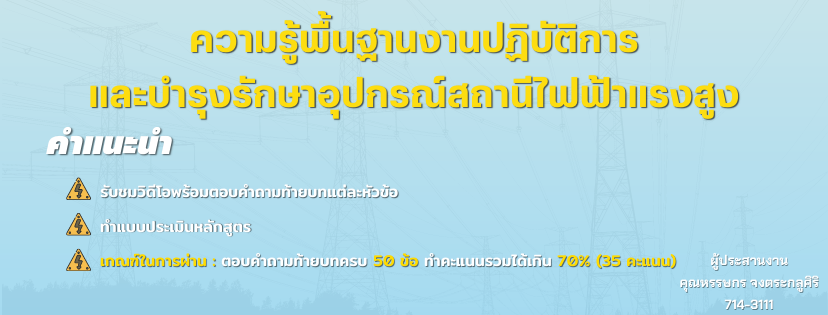 ความรู้พื้นฐานงานปฏิบัติการ
และบำรุงรักษาอุปกรณ์สถานีไฟฟ้าแรงสูง
คำแนะนำ
รับชมวิดีโอพร้อมตอบคำถามท้ายบทแต่ละหัวข้อ
ทำแบบประเมินหลักสูตร
เกณฑ์ในการผ่าน : ตอบคำถามท้ายบทครบ 50 ข้อ ทำคะแนนรวมได้เกิน 70% (35 คะแนน)
ผู้ประสานงาน
คุณหรรษกร จงตระกลูศิริ
714-3111